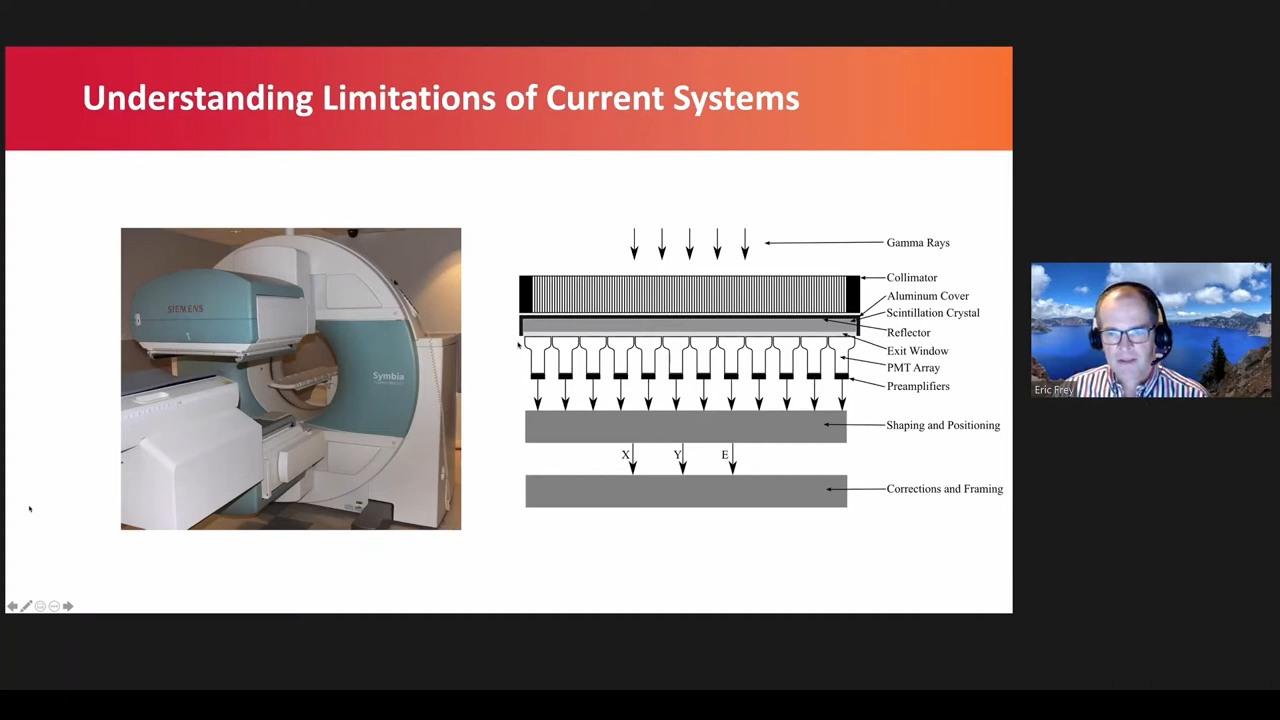 Understanding Limitations of Current Systems
SIEMENS
Symbia
Gamma Rays
Collimator
Aluminum Cover
Scintillation Crystal
Reflector
Exit Window
PMT Array
Preamplifiers
Shaping and Positioning
X
Y
E
Corrections and Framing
Eric Frey